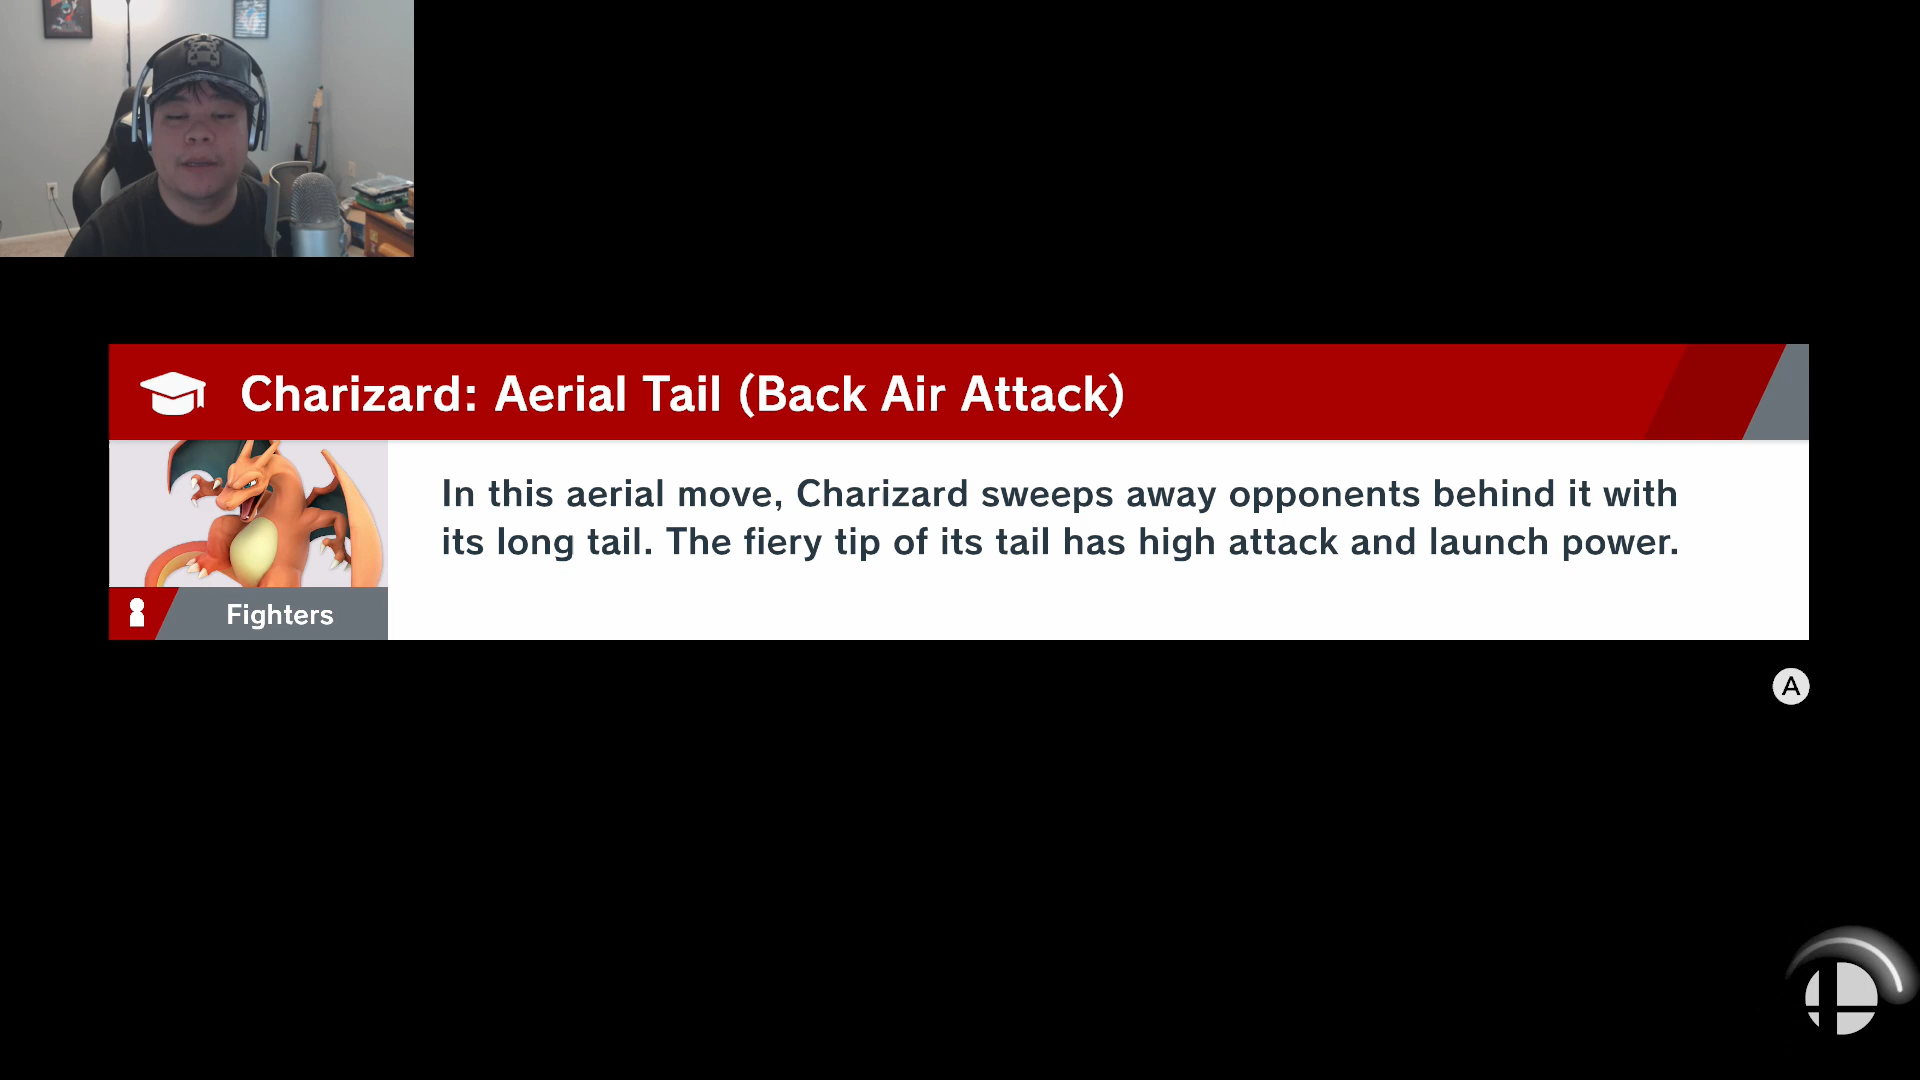 Charizard: Aerial Tail (Back Air Attack)
In this aerial move, Charizard sweeps away opponents behind it with
its long tail. The fiery tip of its tail has high attack and launch power.
Fighters
A